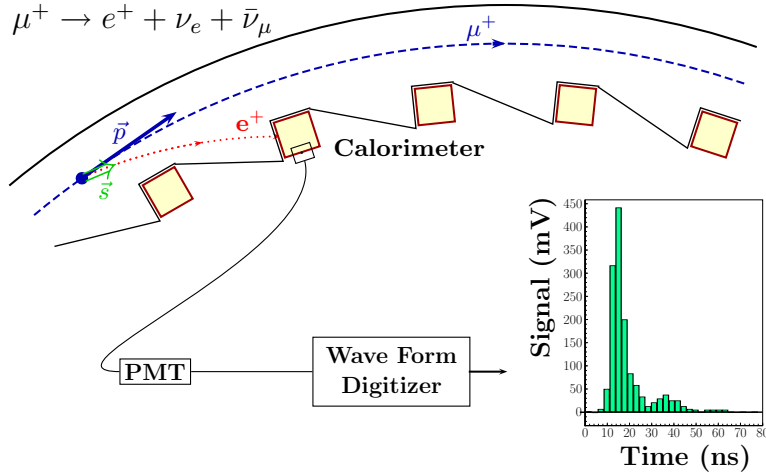 μ⁺ → e⁺ + ν_e + ν̄_μ
μ⁺
p⃗
e⁺
s⃗
Calorimeter
PMT
Wave Form
Digitizer
Signal (mV)
450
400
350
300
250
200
150
100
50
0
0 10 20 30 40 50 60 70 80
Time (ns)